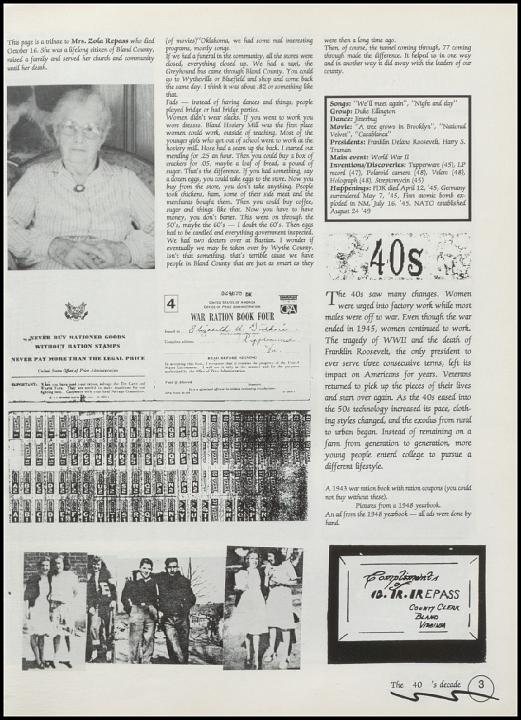 This page is a tribute to Mrs. Zola Repass who died
October 16. She was a lifelong citizen of Bland County,
raised a family and served her church and community
until her death.
(of movies)"Oklahoma, we had some real interesting
programs, mostly songs.
If we had a funeral in the community, all the stores were
closed, everything closed up. We had a taxi, the
Greyhound bus came through Bland County. You could
go to Wytheville or Bluefield and shop and come back
the same day. I think it was about .82 or something like
that.
Fads — instead of having dances and things, people
played bridge or had bridge parties.
Women didn't wear slacks. If you went to work you
wore dresses. Bland Hosiery Mill was the first place
women could work, outside of teaching. Most of the
younger girls who got out of school went to work at the
hosiery mill. Hose had a seam up the back. I started out
mending for .25 an hour. Then you could buy a box of
crackers for .05, maybe a loaf of bread, a pound of
sugar. That's the difference. If you had something, say
a dozen eggs, you could take eggs to the store. Now you
buy from the store, you don't take anything. People
took chickens, ham, some of their side meat and the
merchants bought them. Then you could buy coffee,
sugar and things like that. Now you have to have
money, you don't barter. This went on through the
50's, maybe the 60's — I doubt the 60's. Then eggs
had to be candled and everything government inspected.
We had two doctors over at Bastian. I wonder if
eventually we may be taken over by Wythe County.
Isn't that something, that's terrible cause we have
people in Bland County that are just as smart as they
were then a long time ago.
Then, of course, the tunnel coming through, 77 coming
through made the difference. It helped us in one way
and in another way it did away with the leaders of our
county.
Songs: "We'll meet again", "Night and day"
Group: Duke Ellington
Dance: Jitterbug
Movie: "A tree grows in Brooklyn", "National
Velvet", "Casablanca"
Presidents: Franklin Delano Roosevelt, Harry S.
Truman
Main event: World War II
Inventions/Discoveries: Tupperware (45), LP
record (47), Polaroid camera (48), Velcro (48),
Holograph (48), Streptomycin (45)
Happenings: FDR died April 12, '45, Germany
surrendered May 7, '45, First atomic bomb ex-
ploded in NM, July 16, '45, NATO established
August 24 '49
40s
The 40s saw many changes. Women
were urged into factory work while most
males were off to war. Even though the war
ended in 1945, women continued to work.
The tragedy of WWII and the death of
Franklin Roosevelt, the only president to
ever serve three consecutive terms, left its
impact on Americans for years. Veterans
returned to pick up the pieces of their lives
and start over again. As the 40s eased into
the 50s technology increased its pace, cloth-
ing styles changed, and the exodus from rural
to urban began. Instead of remaining on a
farm from generation to generation, more
young people enterd college to pursue a
different lifestyle.
NEVER BUY RATIONED GOODS
WITHOUT RATION STAMPS
NEVER PAY MORE THAN THE LEGAL PRICE
United States Office of Price Administration
IMPORTANT:
4
UNITED STATES OF AMERICA
OFFICE OF PRICE ADMINISTRATION
WAR RATION BOOK FOUR
Issued to
Complete address
READ BEFORE SIGNING
A 1943 war ration book with ration coupons (you could
not buy without these).
Pictures from a 1948 yearbook.
An ad from the 1948 yearbook — all ads were done by
hand.
Compliments
of
REPASS
COUNTY CLERK
BLAND
VIRGINIA
The 40 's decade 3